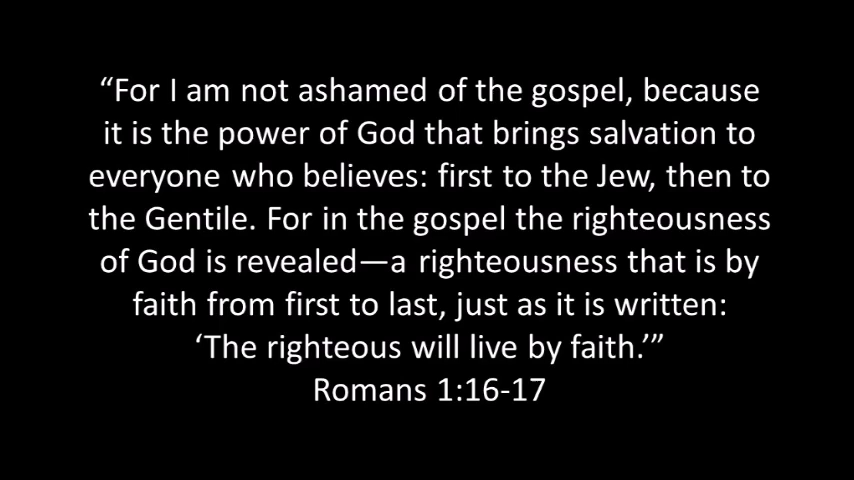 “For I am not ashamed of the gospel, because
it is the power of God that brings salvation to
everyone who believes: first to the Jew, then to
the Gentile. For in the gospel the righteousness
of God is revealed—a righteousness that is by
faith from first to last, just as it is written:
‘The righteous will live by faith.’”
Romans 1:16-17